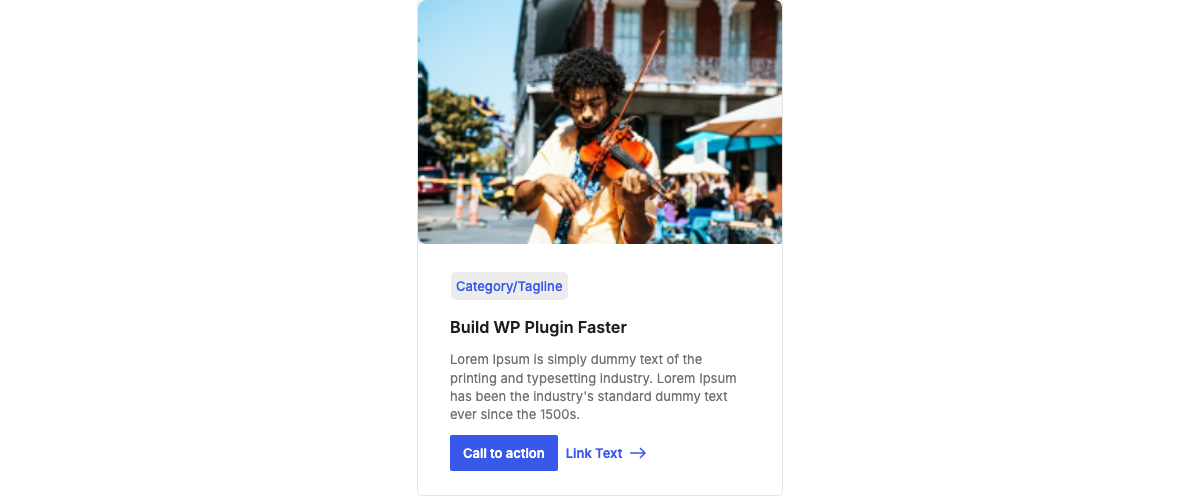 Category/Tagline
Build WP Plugin Faster
Lorem Ipsum is simply dummy text of the
printing and typesetting industry. Lorem Ipsum
has been the industry's standard dummy text
ever since the 1500s.
Call to action Link Text →